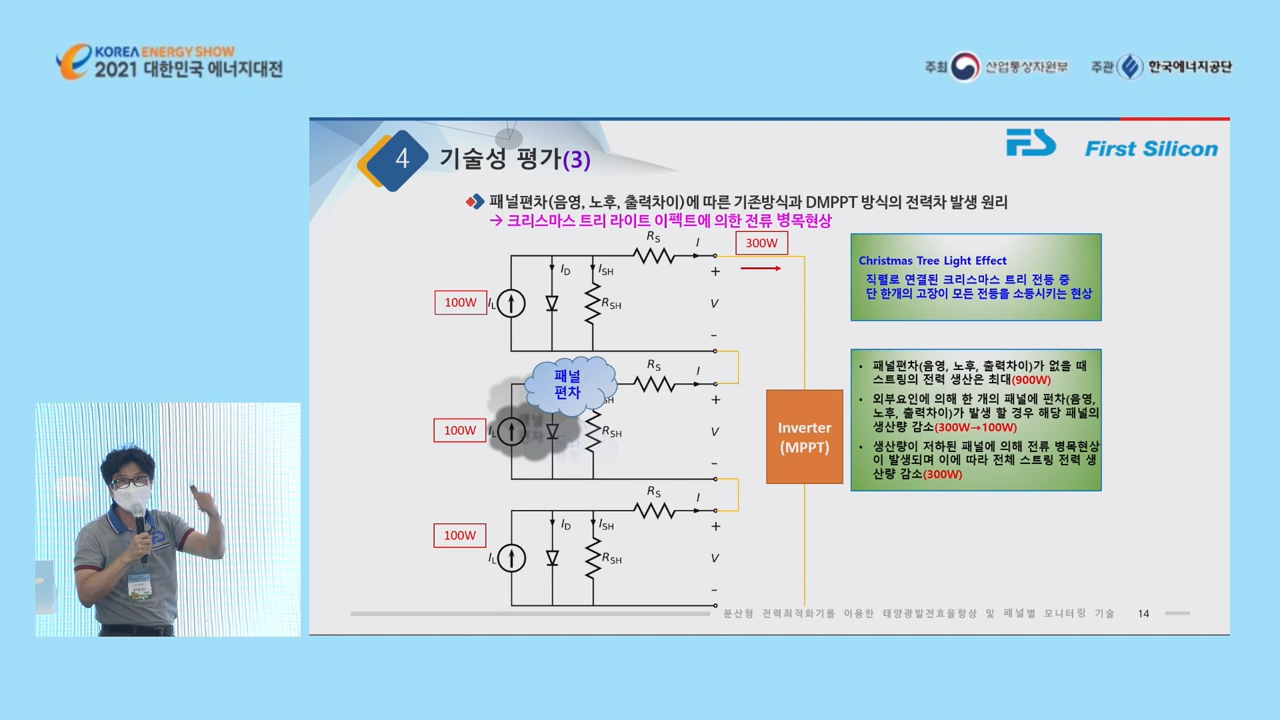 KOREA ENERGY SHOW
2021 대한민국 에너지대전
주최 산업통상자원부 주관 한국에너지공단
4 기술성 평가(3)
FS First Silicon
패널편차(음영, 노후, 출력차이)에 따른 기존방식과 DMPPT 방식의 전력차 발생 원리
→ 크리스마스 트리 라이트 이펙트에 의한 전류 병목현상
RS I 300W
ID ISH +
100W IL RSH V
–
Christmas Tree Light Effect
직렬로 연결된 크리스마스 트리 전등 중
단 한개의 고장이 모든 전등을 소등시키는 현상
패널
편차
RS I
SH +
100W IL RSH V
–
Inverter
(MPPT)
• 패널편차(음영, 노후, 출력차이)가 없을 때
스트링의 전력 생산은 최대(900W)
• 외부요인에 의해 한 개의 패널에 편차(음영,
노후, 출력차이)가 발생 할 경우 해당 패널의
생산량 감소(300W→100W)
• 생산량이 저하된 패널에 의해 전류 병목현상
이 발생되며 이에 따라 전체 스트링 전력 생
산량 감소(300W)
RS I
ID ISH +
100W IL RSH V
–
분산형 전력최적화기를 이용한 태양광발전효율향상 및 패널별 모니터링 기술 14